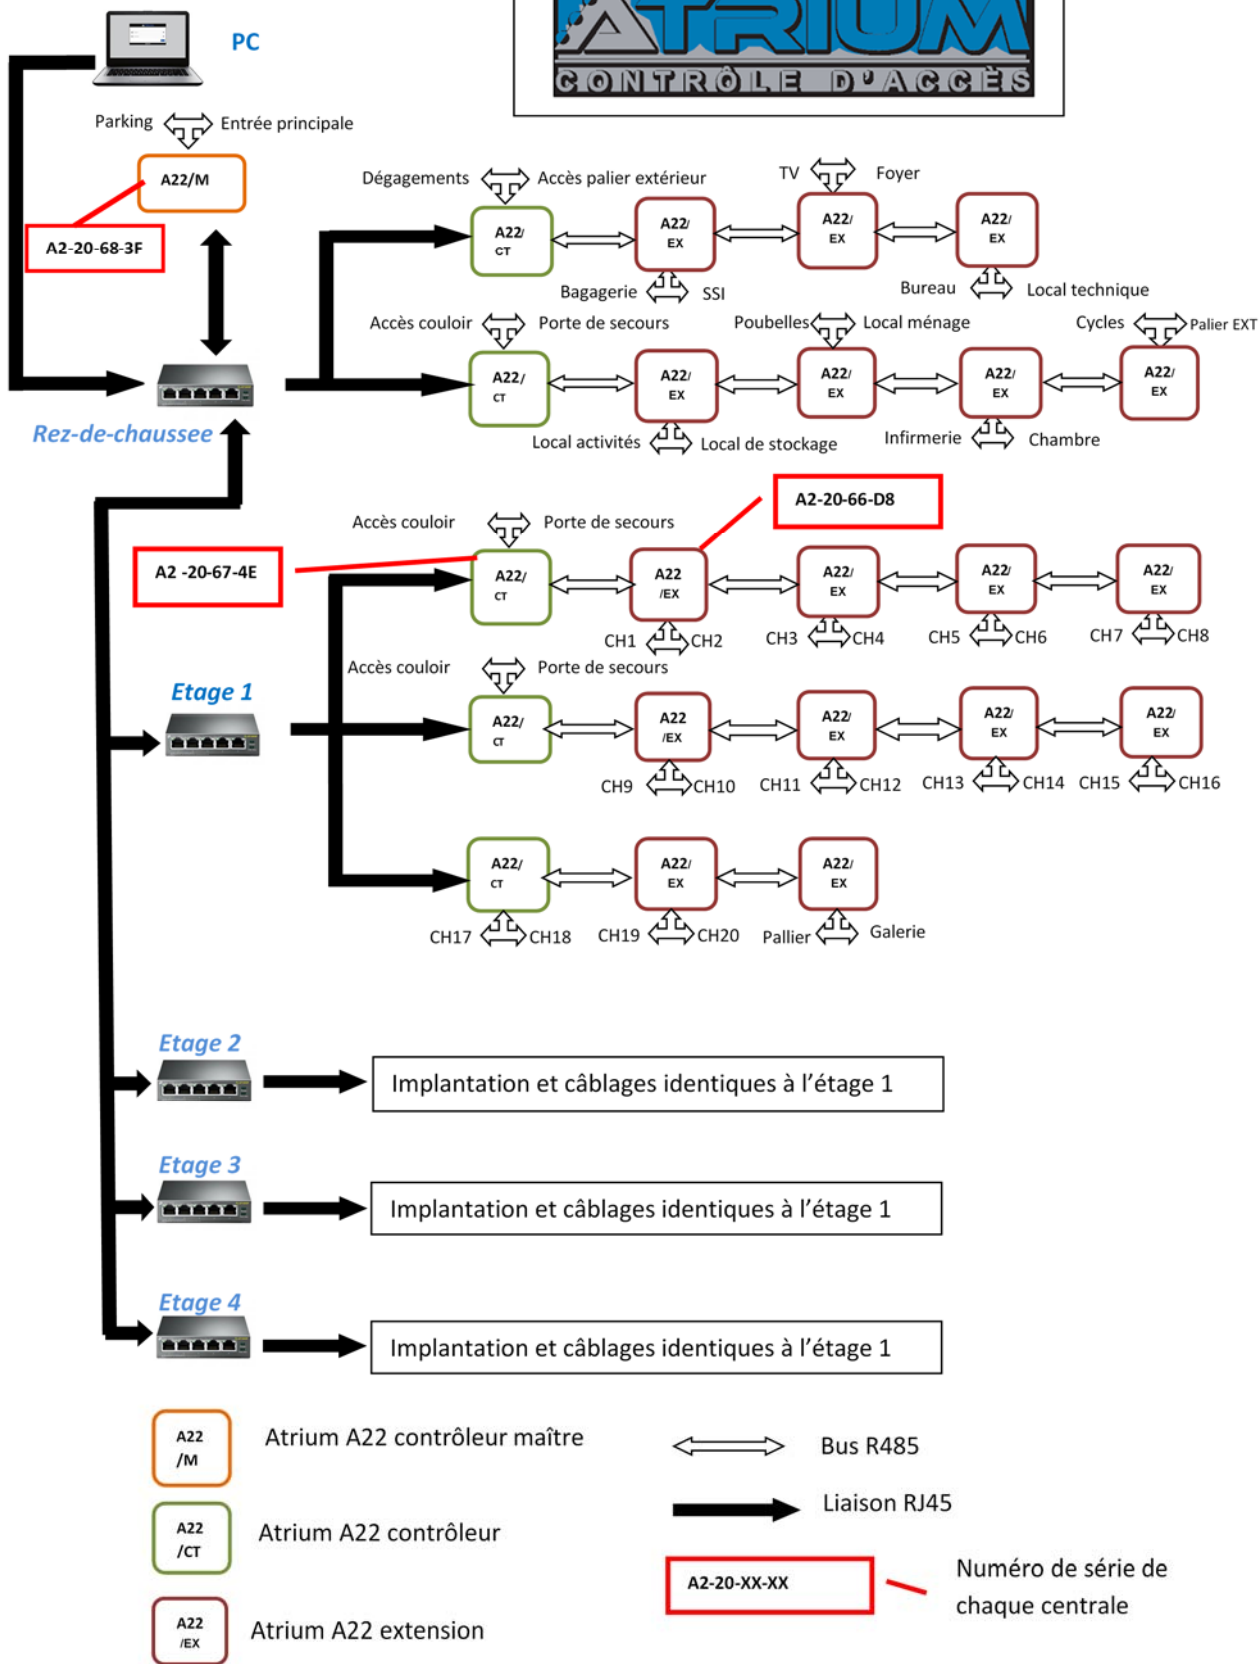 ATRIUM
CONTRÔLE D'ACCÈS
PC
Parking Entrée principale
A22/M
A2-20-68-3F
Dégagements Accès palier extérieur
TV Foyer
A22/ A22/ A22/ A22/
CT EX EX EX
Bagagerie SSI
Bureau Local technique
Accès couloir Porte de secours
Poubelles Local ménage
Cycles Palier EXT
A22/ A22/ A22/ A22/ A22/
CT EX EX EX EX
Rez-de-chaussee
Local activités Local de stockage
Infirmerie Chambre
A2-20-66-D8
Accès couloir Porte de secours
A2 -20-67-4E
A22/ A22 A22/ A22/ A22/
CT /EX EX EX EX
CH1 CH2 CH3 CH4 CH5 CH6 CH7 CH8
Accès couloir Porte de secours
Etage 1
A22/ A22 A22/ A22/ A22/
CT /EX EX EX EX
CH9 CH10 CH11 CH12 CH13 CH14 CH15 CH16
A22/ A22/ A22/
CT EX EX
CH17 CH18 CH19 CH20 Pallier Galerie
Etage 2
Implantation et câblages identiques à l'étage 1
Etage 3
Implantation et câblages identiques à l'étage 1
Etage 4
Implantation et câblages identiques à l'étage 1
A22
/M
Atrium A22 contrôleur maître
Bus R485
A22
/CT
Atrium A22 contrôleur
Liaison RJ45
A22
/EX
Atrium A22 extension
A2-20-XX-XX
Numéro de série de
chaque centrale